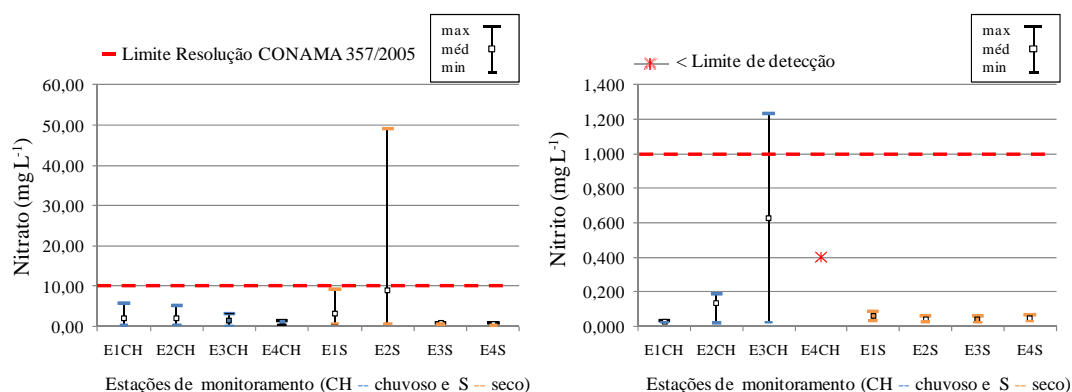 max
méd
min
Limite Resolução CONAMA 357/2005
60,00
50,00
40,00
30,00
20,00
10,00
0,00
Nitrato (mg L-1)
E1CH E2CH E3CH E4CH E1S E2S E3S E4S
Estações de monitoramento (CH -- chuvoso e S -- seco)
max
méd
min
< Limite de detecção
1,400
1,200
1,000
0,800
0,600
0,400
0,200
0,000
Nitrito (mg L-1)
E1CH E2CH E3CH E4CH E1S E2S E3S E4S
Estações de monitoramento (CH -- chuvoso e S -- seco)